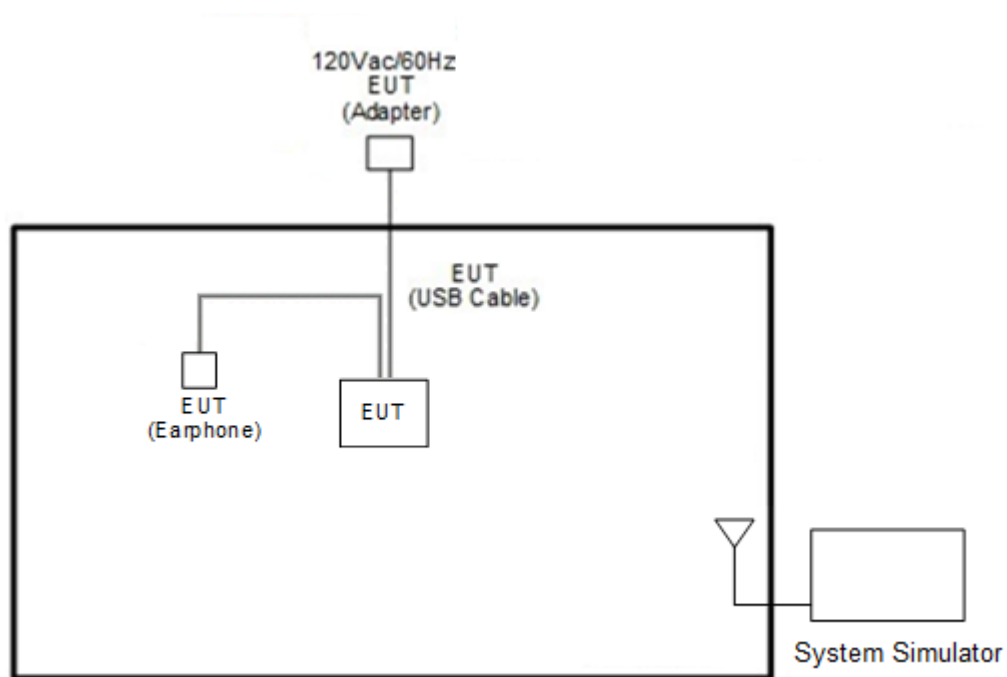 120Vac/60Hz
EUT
(Adapter)
EUT
(USB Cable)
EUT
(Earphone)
EUT
System Simulator